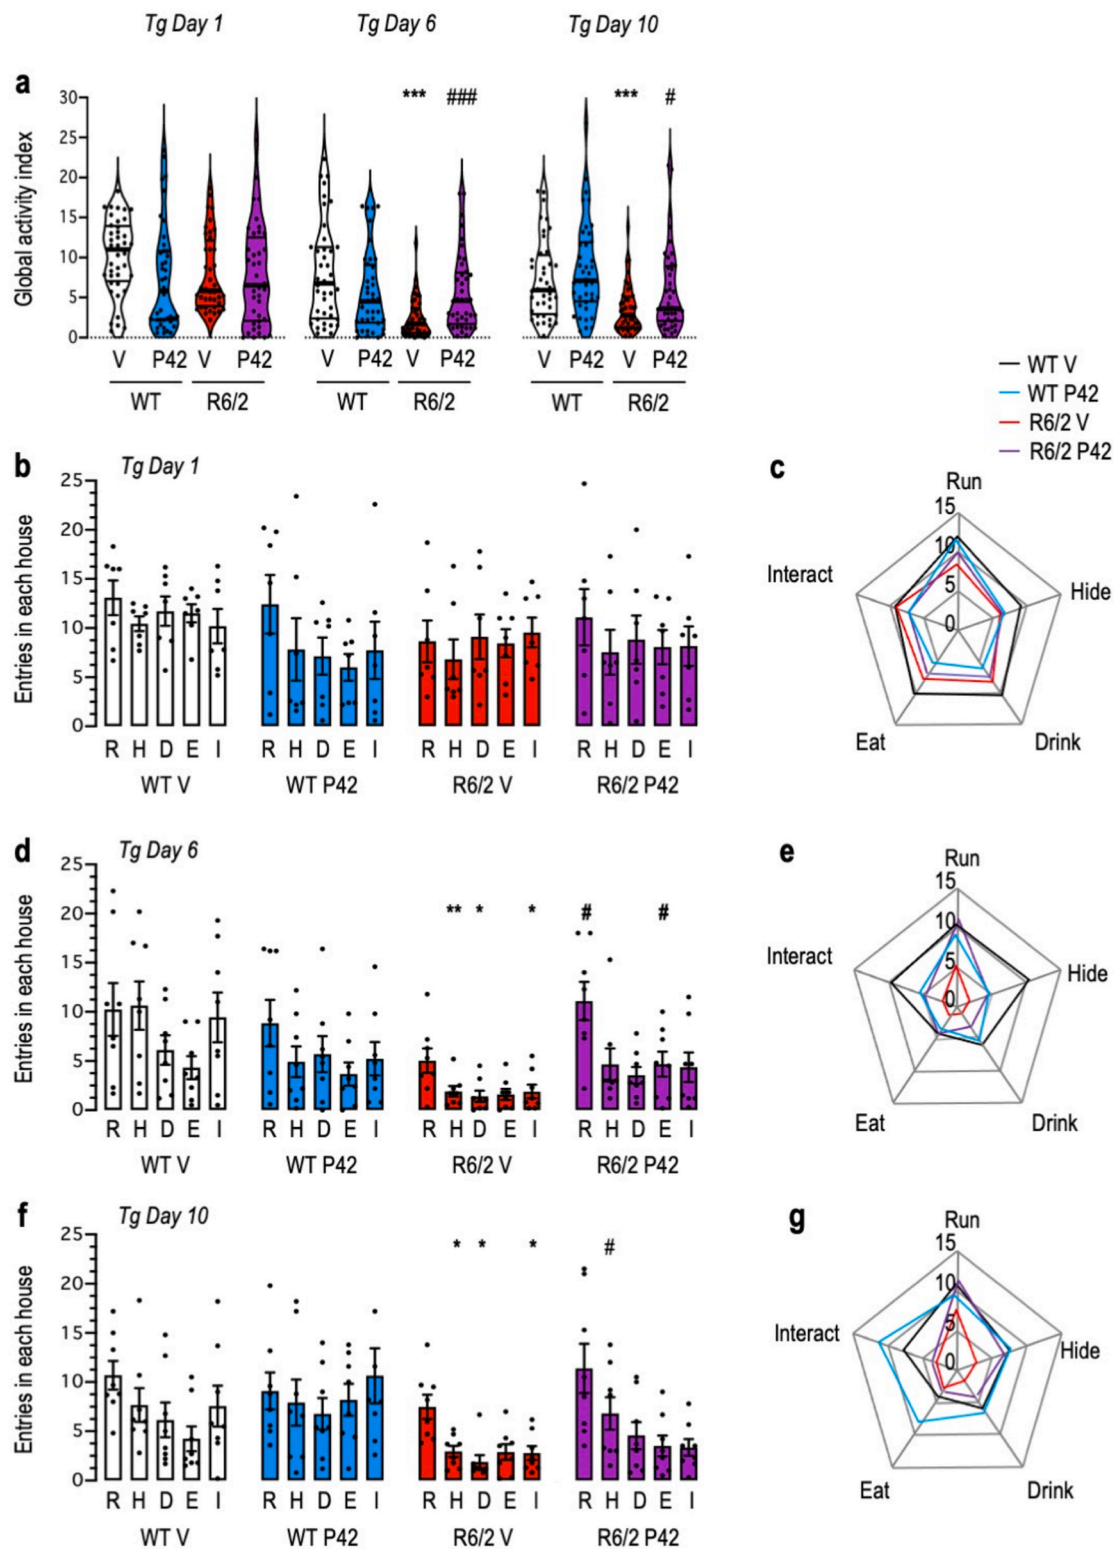 Tg Day 1 Tg Day 6 Tg Day 10
a
*** ### *** #
Global activity index
30
25
20
15
10
5
0
V P42 V P42 V P42 V P42 V P42 V P42
WT R6/2 WT R6/2 WT R6/2
WT V
WT P42
R6/2 V
R6/2 P42
b Tg Day 1
Entries in each house
25
20
15
10
5
0
R H D E I R H D E I R H D E I R H D E I
WT V WT P42 R6/2 V R6/2 P42
c
Run
15
10
5
0
Interact Hide
Eat Drink
d Tg Day 6
Entries in each house
25
20
15
10
5
0
** * * # #
R H D E I R H D E I R H D E I R H D E I
WT V WT P42 R6/2 V R6/2 P42
e
Run
15
10
5
0
Interact Hide
Eat Drink
f Tg Day 10
Entries in each house
25
20
15
10
5
0
* * * #
R H D E I R H D E I R H D E I R H D E I
WT V WT P42 R6/2 V R6/2 P42
g
Run
15
10
5
0
Interact Hide
Eat Drink